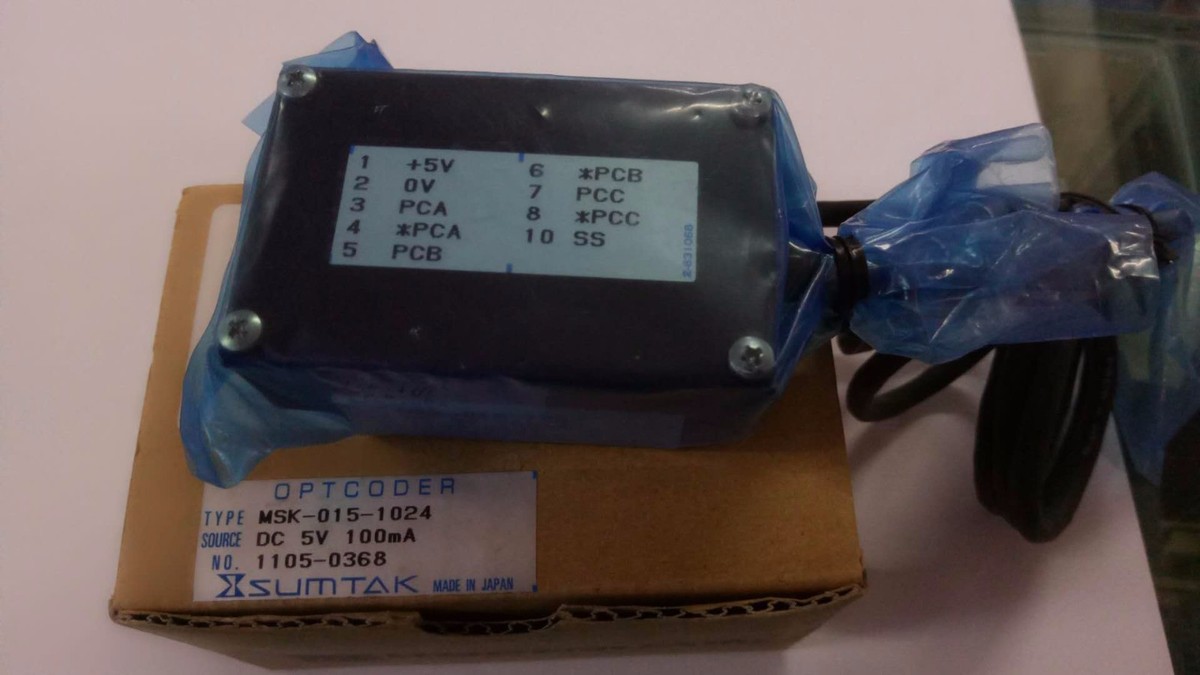 1 +5V
2 0V
3 PCA
4 *PCA
5 PCB
6 *PCB
7 PCC
8 *PCC
10 SS
OPTCODER
TYPE MSK-015-1024
SOURCE DC 5V 100mA
NO. 1105-0368
SUMTAK MADE IN JAPAN